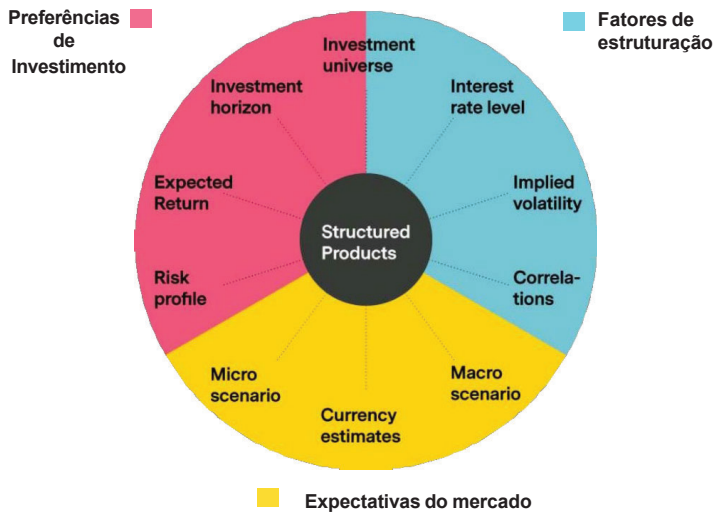 Preferências
de
Investimento
Fatores de
estruturação
Investment
universe
Investment
horizon
Interest
rate level
Expected
Return
Implied
volatility
Structured
Products
Risk
profile
Correla-
tions
Micro
scenario
Macro
scenario
Currency
estimates
Expectativas do mercado